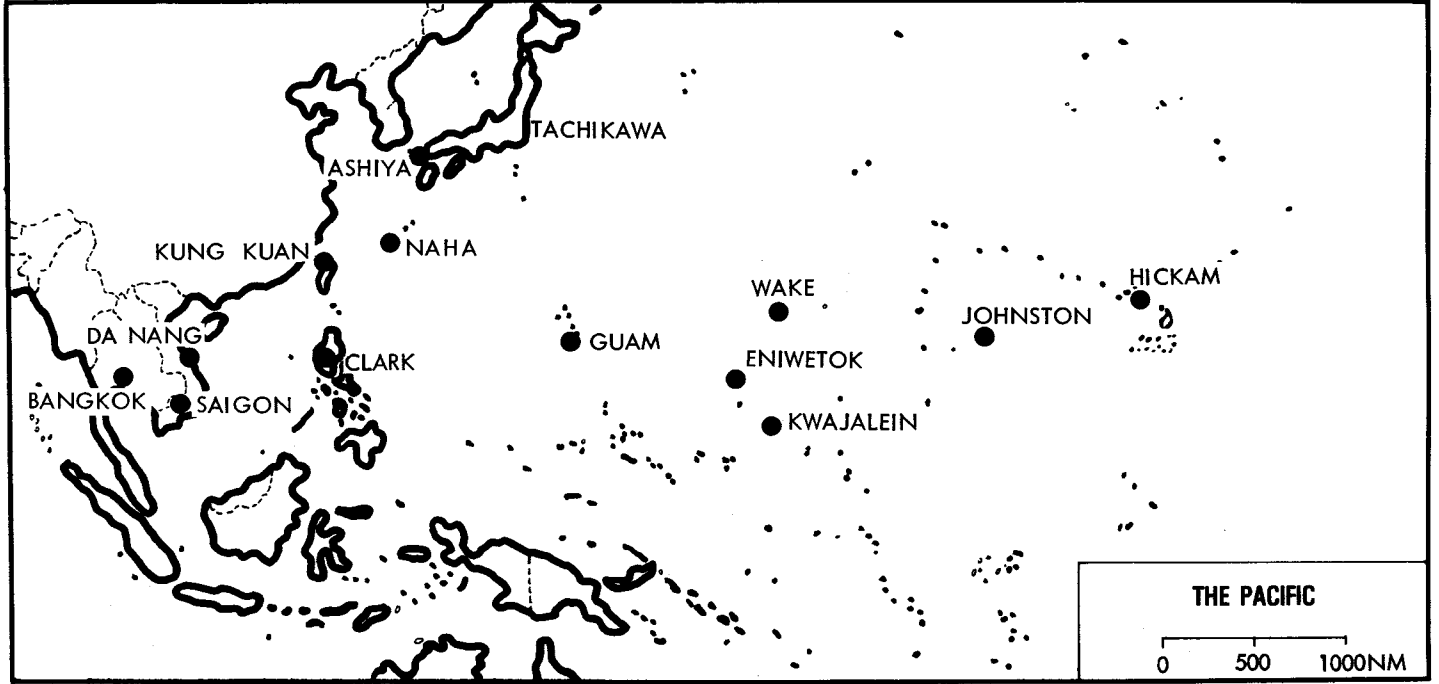 TACHIKAWA
ASHIYA
KUNG KUAN
NAHA
HICKAM
WAKE
JOHNSTON
DA NANG
GUAM
CLARK
ENIWETOK
BANGKOK
SAIGON
KWAJALEIN
THE PACIFIC
0 500 1000NM